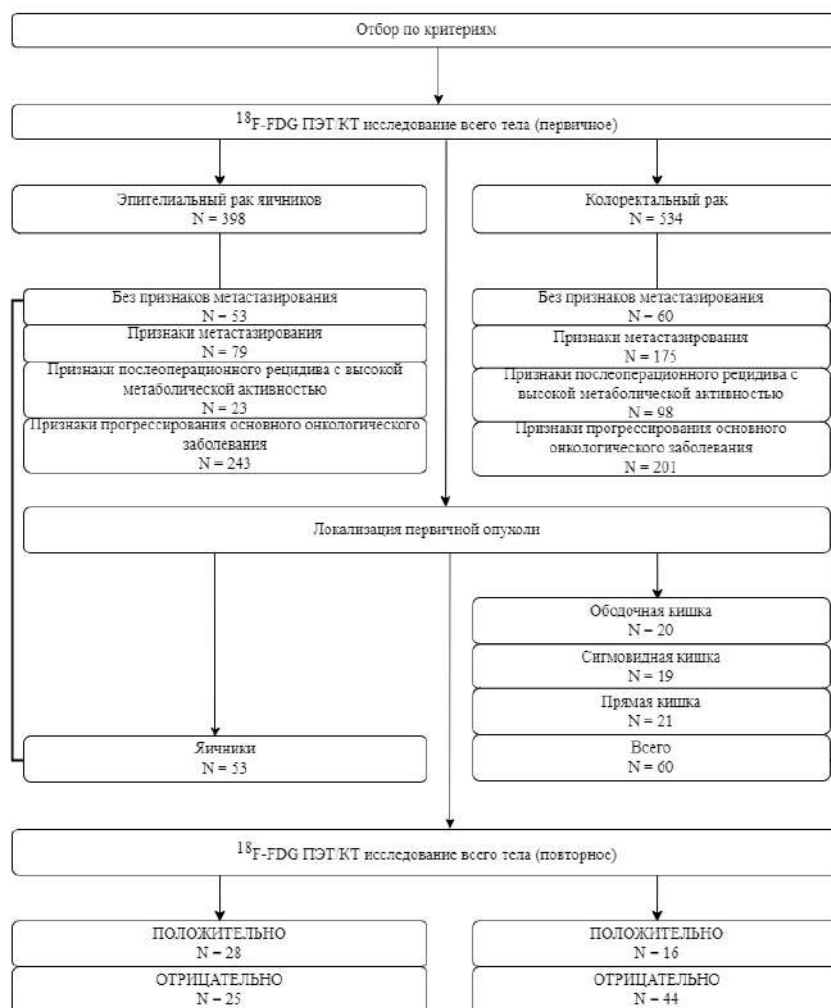 Отбор по критериям
18F-FDG ПЭТ/КТ исследование всего тела (первичное)
Эпителиальный рак яичников
N = 398
Колоректальный рак
N = 534
Без признаков метастазирования
N = 53
Признаки метастазирования
N = 79
Признаки послеоперационного рецидива с высокой
метаболической активностью
N = 23
Признаки прогрессирования основного онкологического
заболевания
N = 243
Без признаков метастазирования
N = 60
Признаки метастазирования
N = 175
Признаки послеоперационного рецидива с
высокой метаболической активностью
N = 98
Признаки прогрессирования основного
онкологического заболевания
N = 201
Локализация первичной опухоли
Ободочная кишка
N = 20
Сигмовидная кишка
N = 19
Прямая кишка
N = 21
Яичники
N = 53
Всего
N = 60
18F-FDG ПЭТ/КТ исследование всего тела (повторное)
ПОЛОЖИТЕЛЬНО
N = 28
ОТРИЦАТЕЛЬНО
N = 25
ПОЛОЖИТЕЛЬНО
N = 16
ОТРИЦАТЕЛЬНО
N = 44